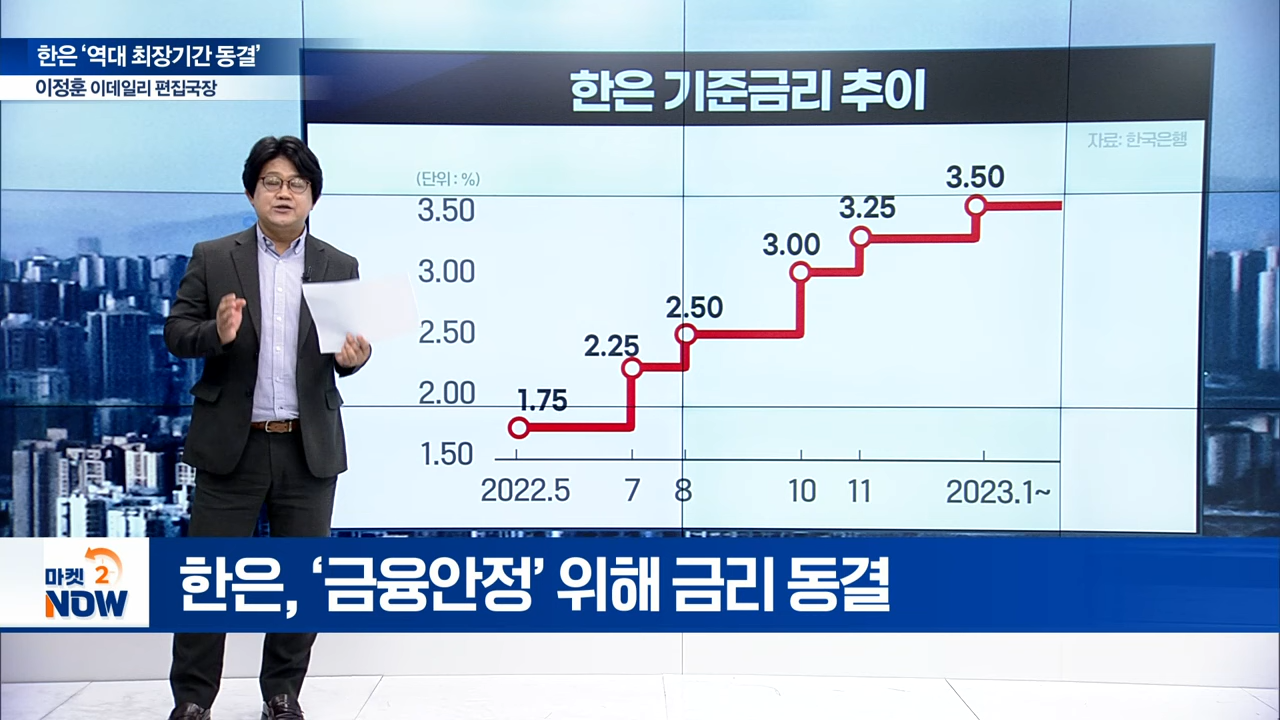 한은 ‘역대 최장기간 동결’
이정훈 이데일리 편집국장
한은 기준금리 추이
자료: 한국은행
(단위 : %)
3.50
3.00
2.50
2.00
1.50
1.75
2.25
2.50
3.00
3.25
3.50
2022.5 7 8 10 11 2023.1~
마켓 2
NOW
한은, ‘금융안정’ 위해 금리 동결